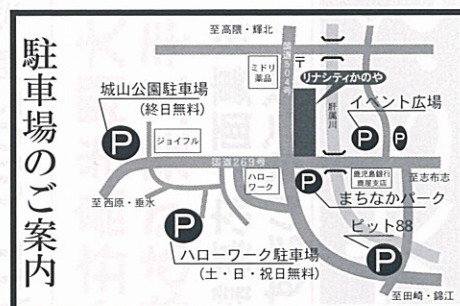 駐車場のご案内
至高隈・輝北
国道504号
ミドリ
薬品
〒
リナシティかのや
肝属川
城山公園駐車場
(終日無料)
P
ジョイフル
イベント広場
P
P
国道269号
ハロー
ワーク
P
鹿児島銀行
鹿屋支店
至志布志
まちなかパーク
至西原・垂水
P
ピット88
P
ハローワーク駐車場
(土・日・祝日無料)
至田崎・錦江